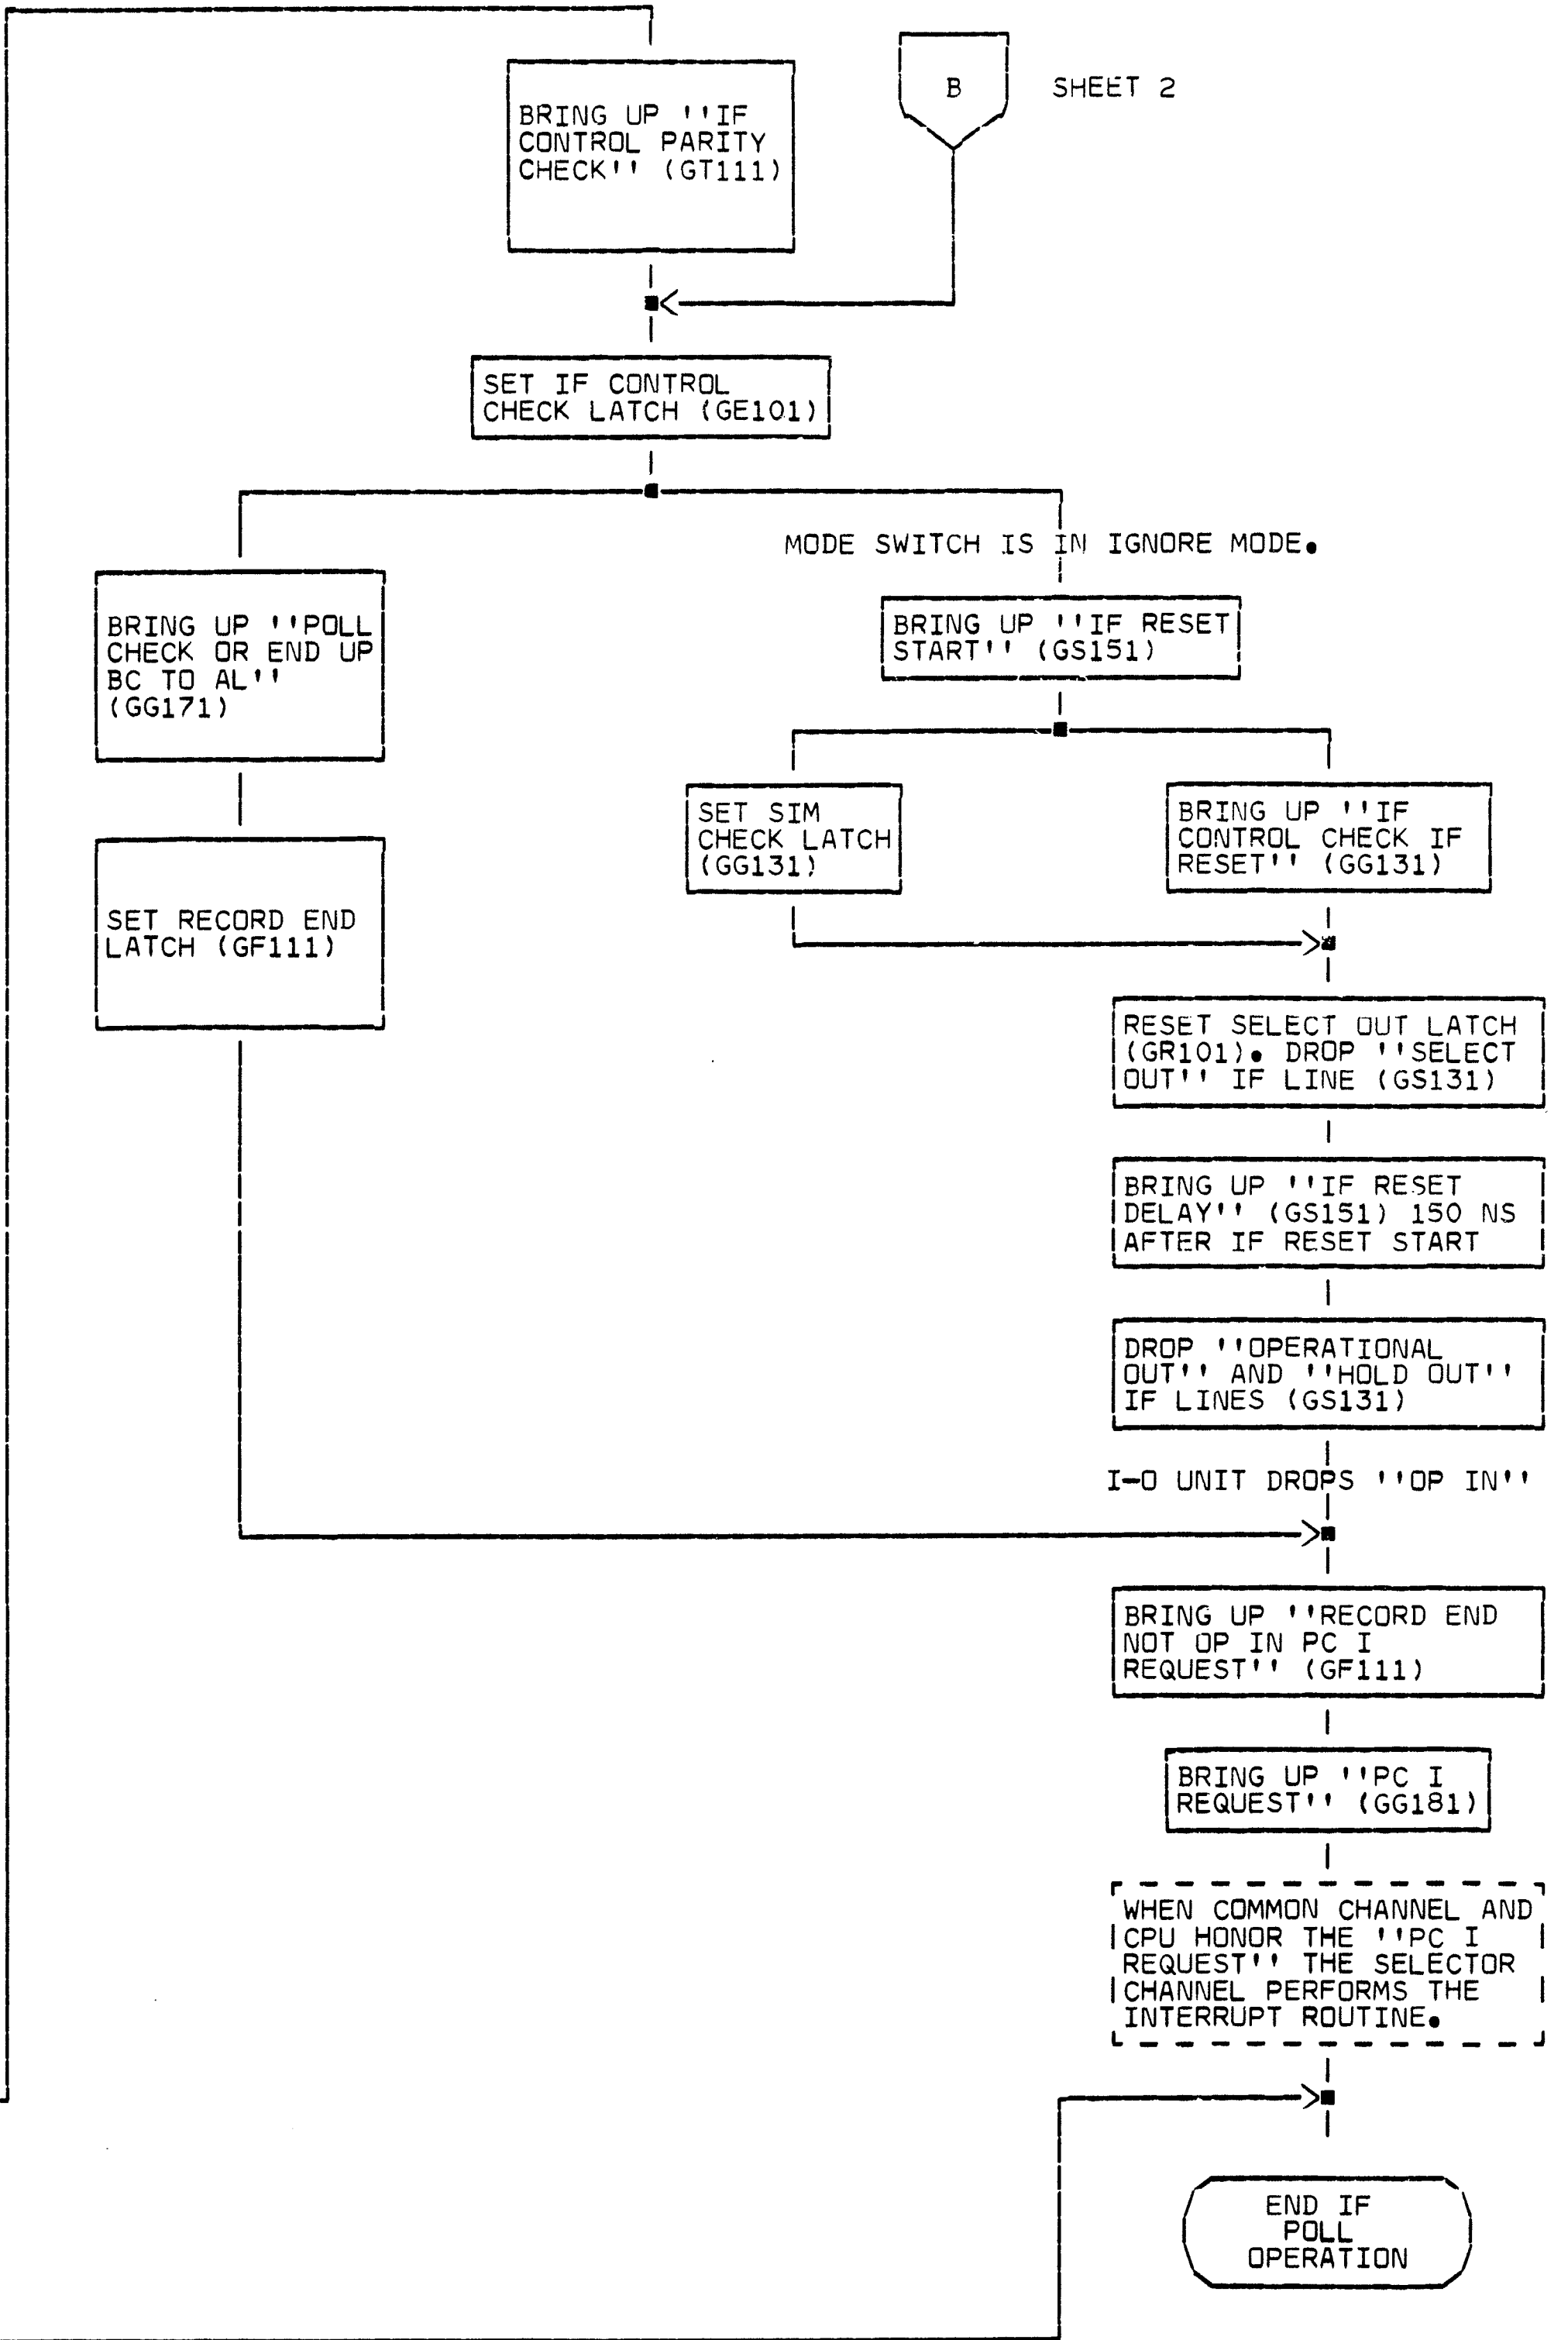 BRING UP ''IF
CONTROL PARITY
CHECK'' (GT111)
B
SHEET 2
SET IF CONTROL
CHECK LATCH (GE101)
MODE SWITCH IS IN IGNORE MODE.
BRING UP ''POLL
CHECK OR END UP
BC TO AL''
(GG171)
BRING UP ''IF RESET
START'' (GS151)
SET SIM
CHECK LATCH
(GG131)
BRING UP ''IF
CONTROL CHECK IF
RESET'' (GG131)
SET RECORD END
LATCH (GF111)
RESET SELECT OUT LATCH
(GR101). DROP ''SELECT
OUT'' IF LINE (GS131)
BRING UP ''IF RESET
DELAY'' (GS151) 150 NS
AFTER IF RESET START
DROP ''OPERATIONAL
OUT'' AND ''HOLD OUT''
IF LINES (GS131)
I-O UNIT DROPS ''OP IN''
BRING UP ''RECORD END
NOT OP IN PC I
REQUEST'' (GF111)
BRING UP ''PC I
REQUEST'' (GG181)
WHEN COMMON CHANNEL AND
CPU HONOR THE ''PC I
REQUEST'' THE SELECTOR
CHANNEL PERFORMS THE
INTERRUPT ROUTINE.
END IF
POLL
OPERATION